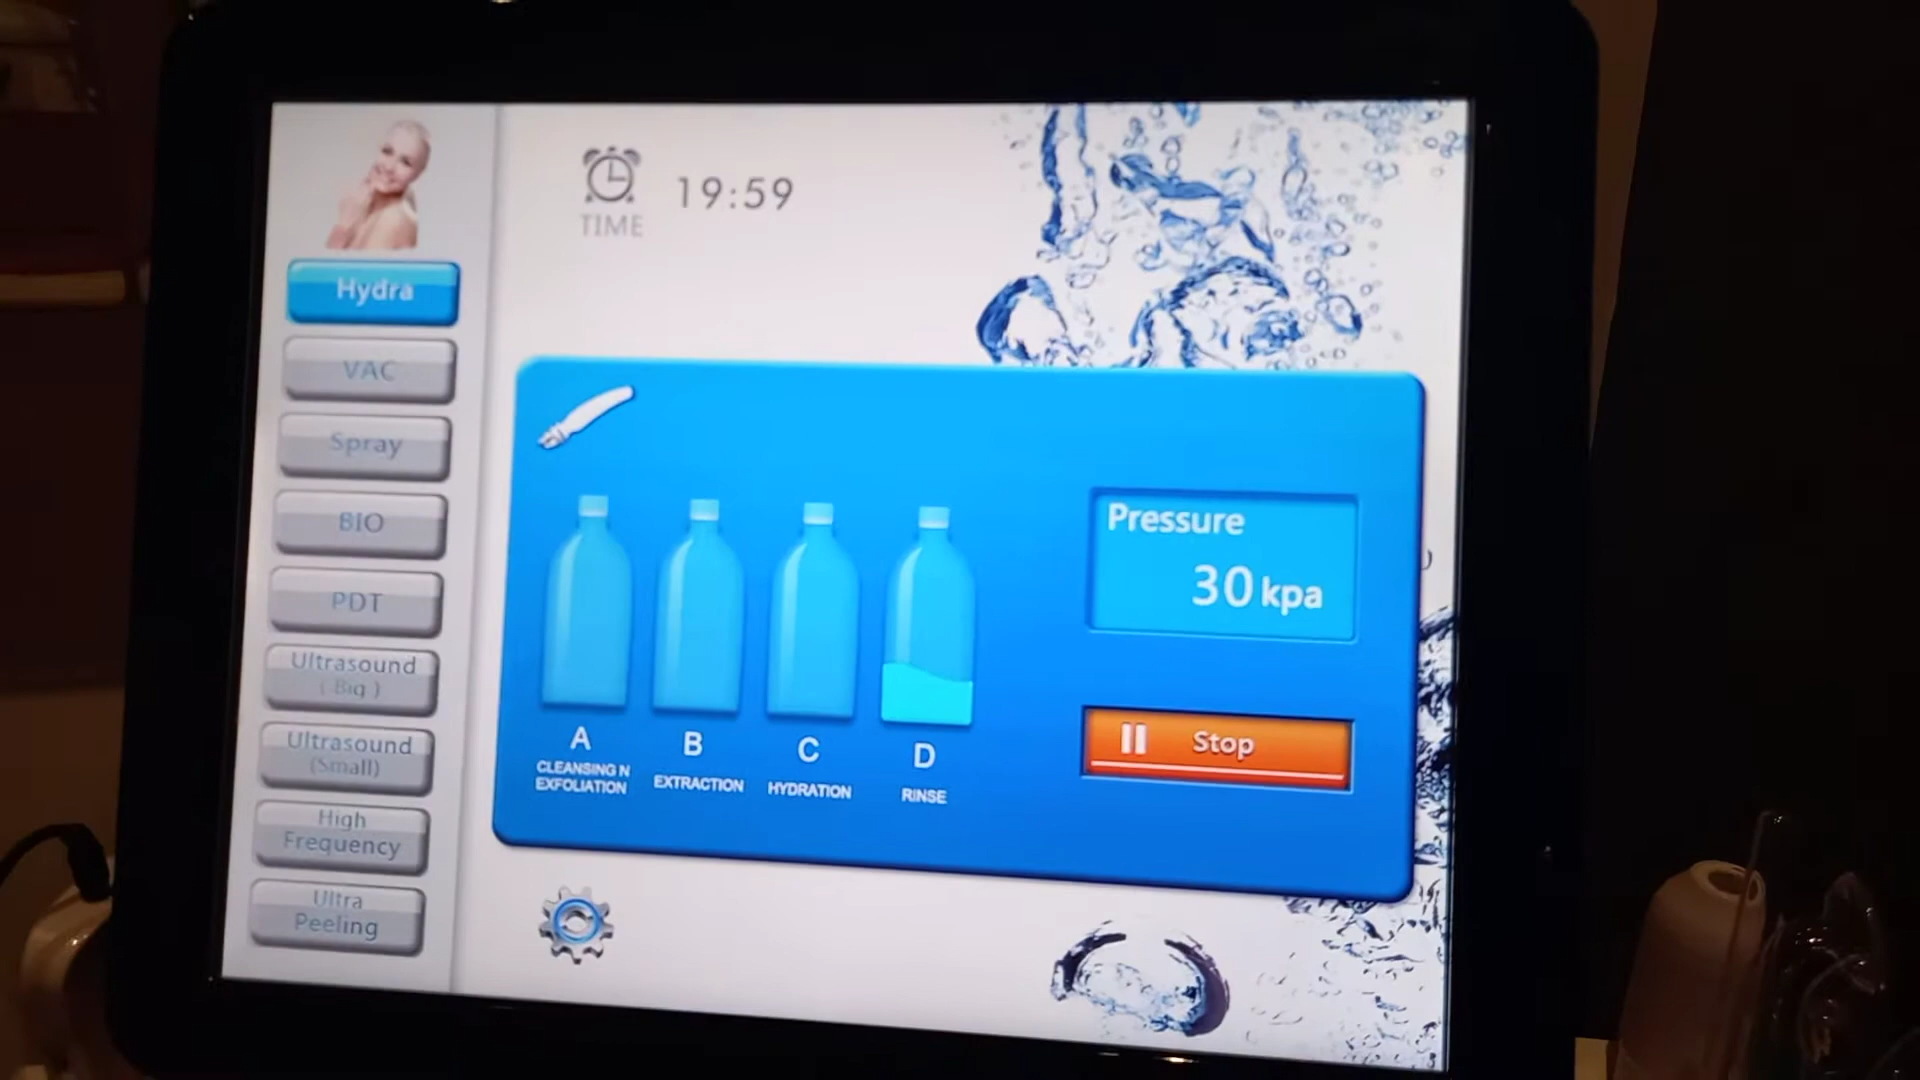 TIME
19:59
Hydra
VAC
Spray
BIO
PDT
Ultrasound
( Big )
Ultrasound
(Small)
High
Frequency
Ultra
Peeling
Pressure
30 kpa
Stop
A
CLEANSING N
EXFOLIATION
B
EXTRACTION
C
HYDRATION
D
RINSE